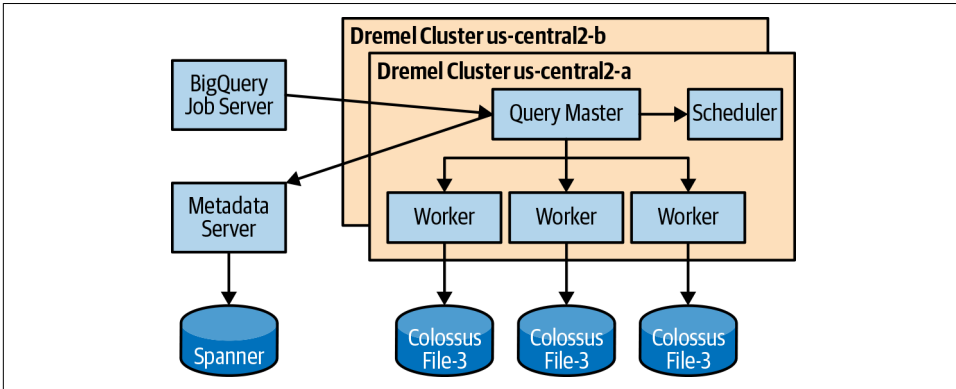 Dremel Cluster us-central2-b
Dremel Cluster us-central2-a
BigQuery
Job Server
Query Master
Scheduler
Metadata
Server
Worker
Worker
Worker
Spanner
Colossus
File-3
Colossus
File-3
Colossus
File-3